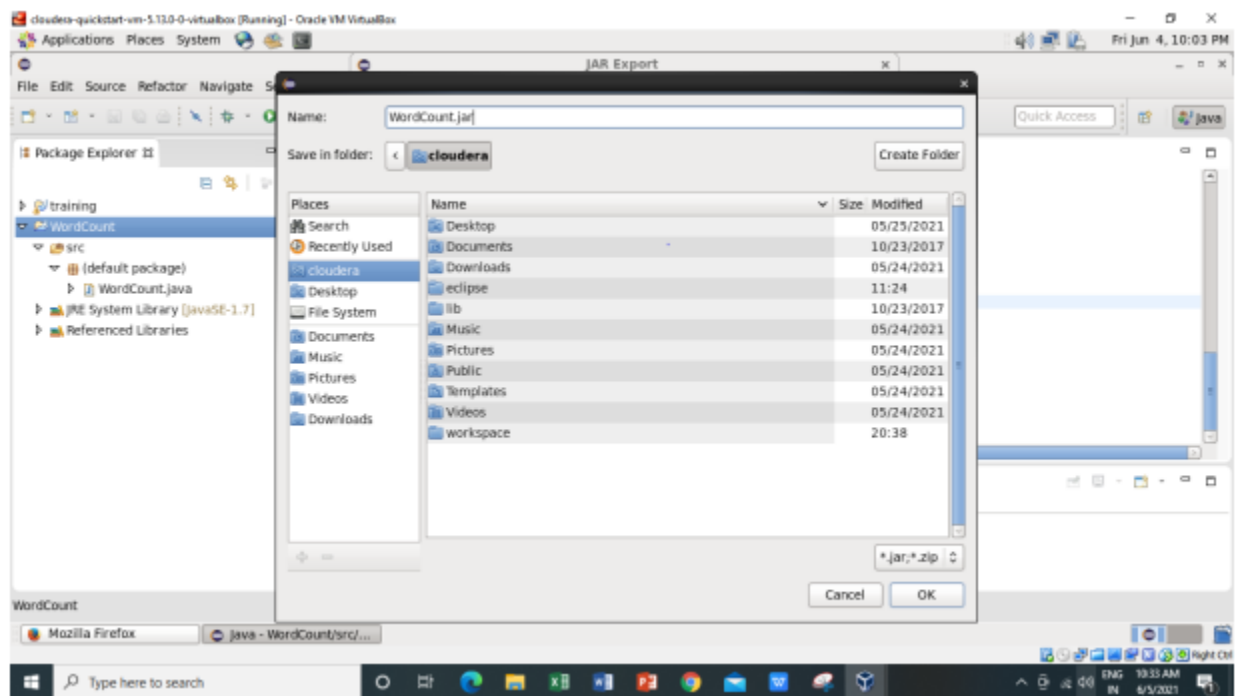 cloudera-quickstart-vm-5.13.0-0-virtualbox [Running] - Oracle VM VirtualBox
Applications Places System Fri Jun 4, 10:03 PM
JAR Export
File Edit Source Refactor Navigate
Name: WordCount.jar
Quick Access Java
Package Explorer
Save in folder: cloudera Create Folder
training
WordCount
src
(default package)
WordCount.java
JRE System Library [JavaSE-1.7]
Referenced Libraries
Places
Search
Recently Used
cloudera
Desktop
File System
Documents
Music
Pictures
Videos
Downloads
Name Size Modified
Desktop 05/25/2021
Documents 10/23/2017
Downloads 05/24/2021
eclipse 11:24
lib 10/23/2017
Music 05/24/2021
Pictures 05/24/2021
Public 05/24/2021
Templates 05/24/2021
Videos 05/24/2021
workspace 20:38
*.jar;*.zip
Cancel OK
WordCount
Mozilla Firefox Java - WordCount/src/...
Right Ctrl
Type here to search
ENG 10:33 AM
IN 6/5/2021